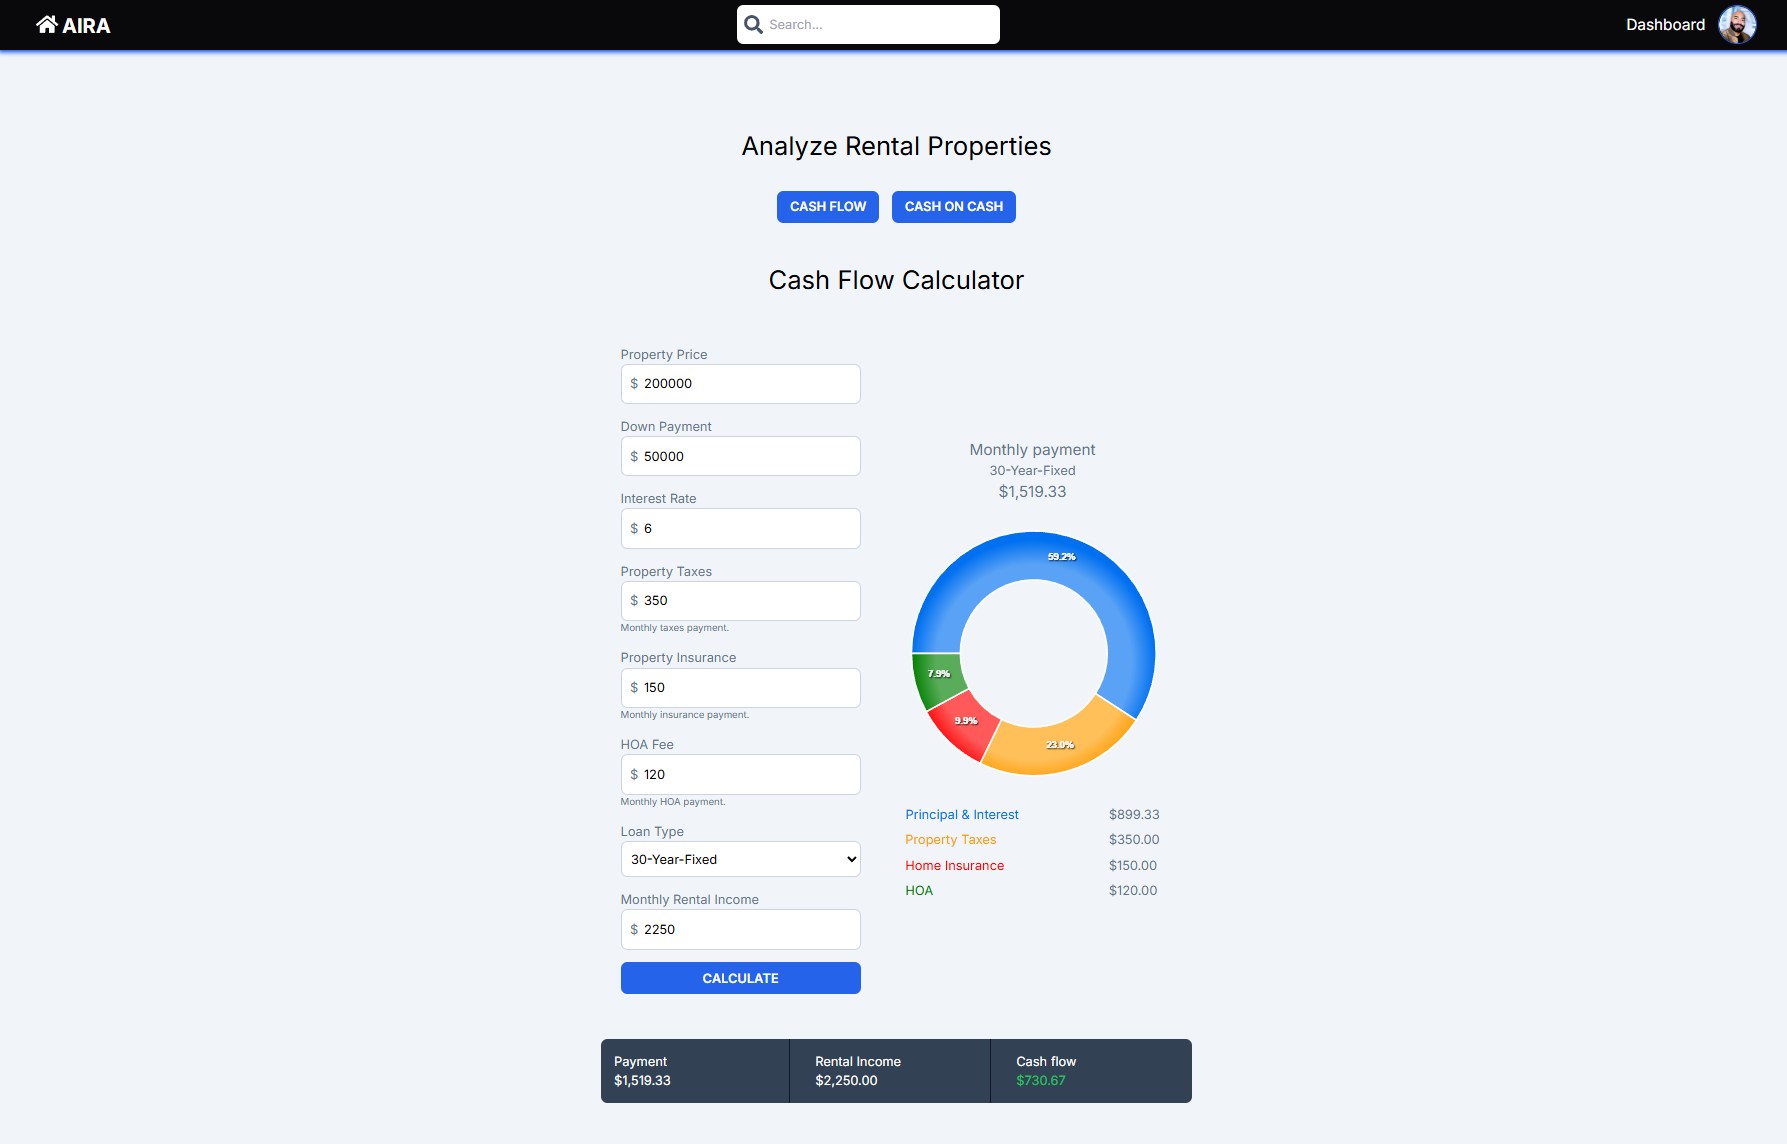 AIRA
Search...
Dashboard
Analyze Rental Properties
CASH FLOW
CASH ON CASH
Cash Flow Calculator
Property Price
$ 200000
Down Payment
$ 50000
Interest Rate
$ 6
Property Taxes
$ 350
Monthly taxes payment.
Property Insurance
$ 150
Monthly insurance payment.
HOA Fee
$ 120
Monthly HOA payment.
Loan Type
30-Year-Fixed
Monthly Rental Income
$ 2250
CALCULATE
Monthly payment
30-Year-Fixed
$1,519.33
59.2%
7.9%
9.9%
23.0%
Principal & Interest $899.33
Property Taxes $350.00
Home Insurance $150.00
HOA $120.00
Payment
$1,519.33
Rental Income
$2,250.00
Cash flow
$730.67